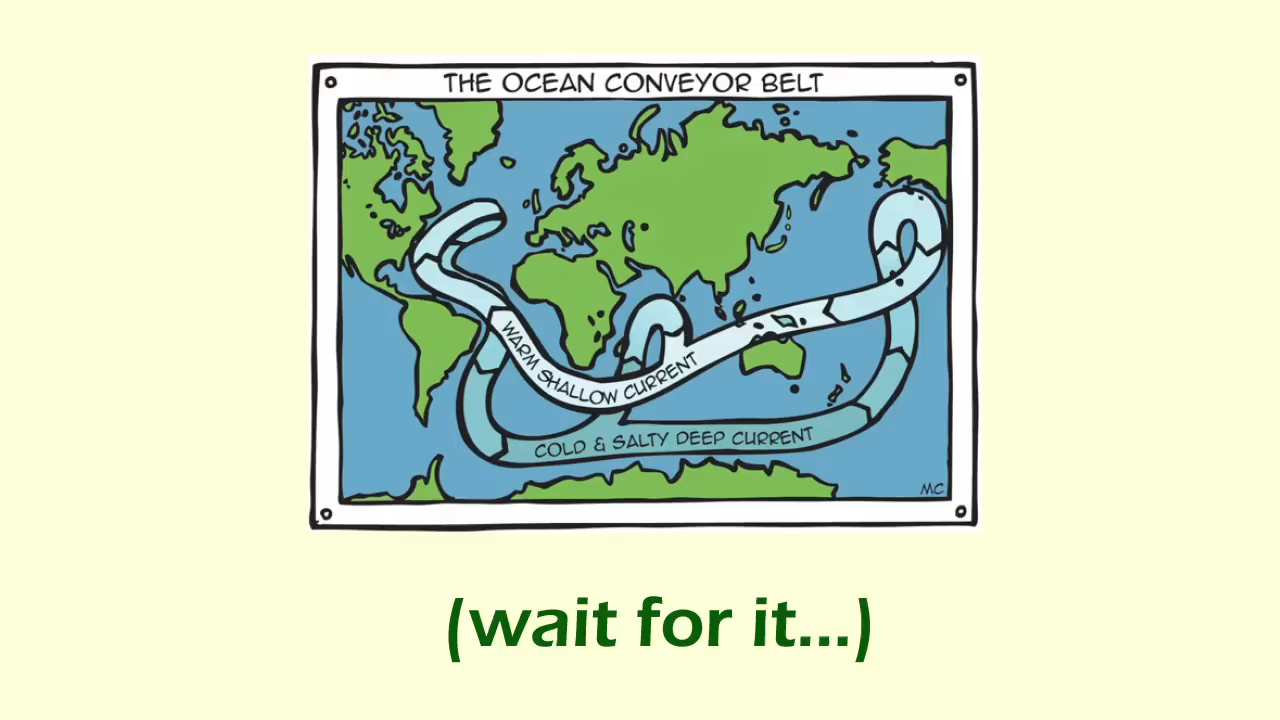 THE OCEAN CONVEYOR BELT
WARM SHALLOW CURRENT
COLD & SALTY DEEP CURRENT
MC
(wait for it...)